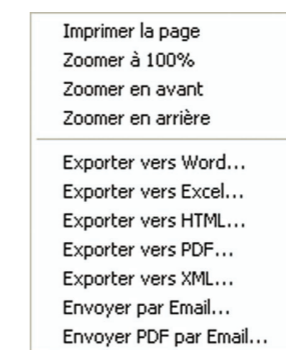 Imprimer la page
Zoomer à 100%
Zoomer en avant
Zoomer en arrière
Exporter vers Word...
Exporter vers Excel...
Exporter vers HTML...
Exporter vers PDF...
Exporter vers XML...
Envoyer par Email...
Envoyer PDF par Email...